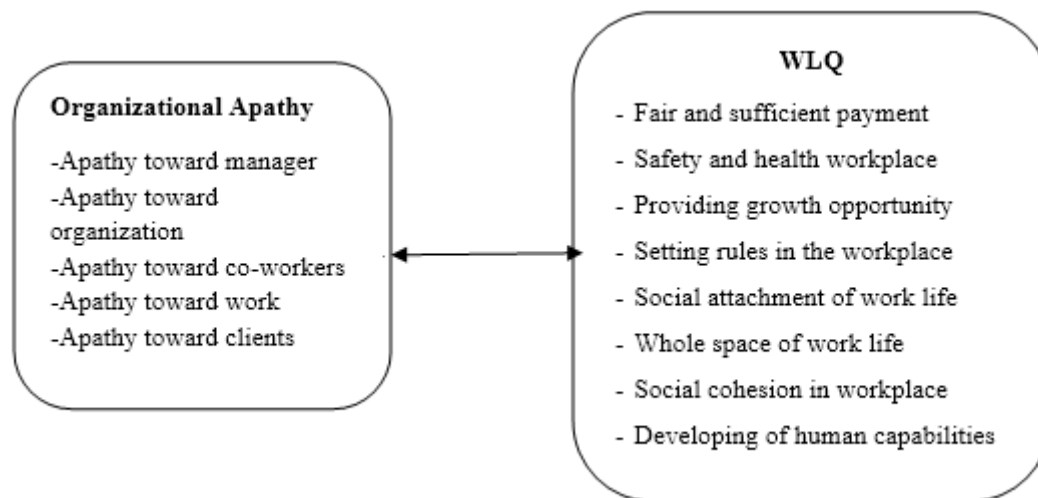 Organizational Apathy
-Apathy toward manager
-Apathy toward
organization
-Apathy toward co-workers
-Apathy toward work
-Apathy toward clients
WLQ
- Fair and sufficient payment
- Safety and health workplace
- Providing growth opportunity
- Setting rules in the workplace
- Social attachment of work life
- Whole space of work life
- Social cohesion in workplace
- Developing of human capabilities